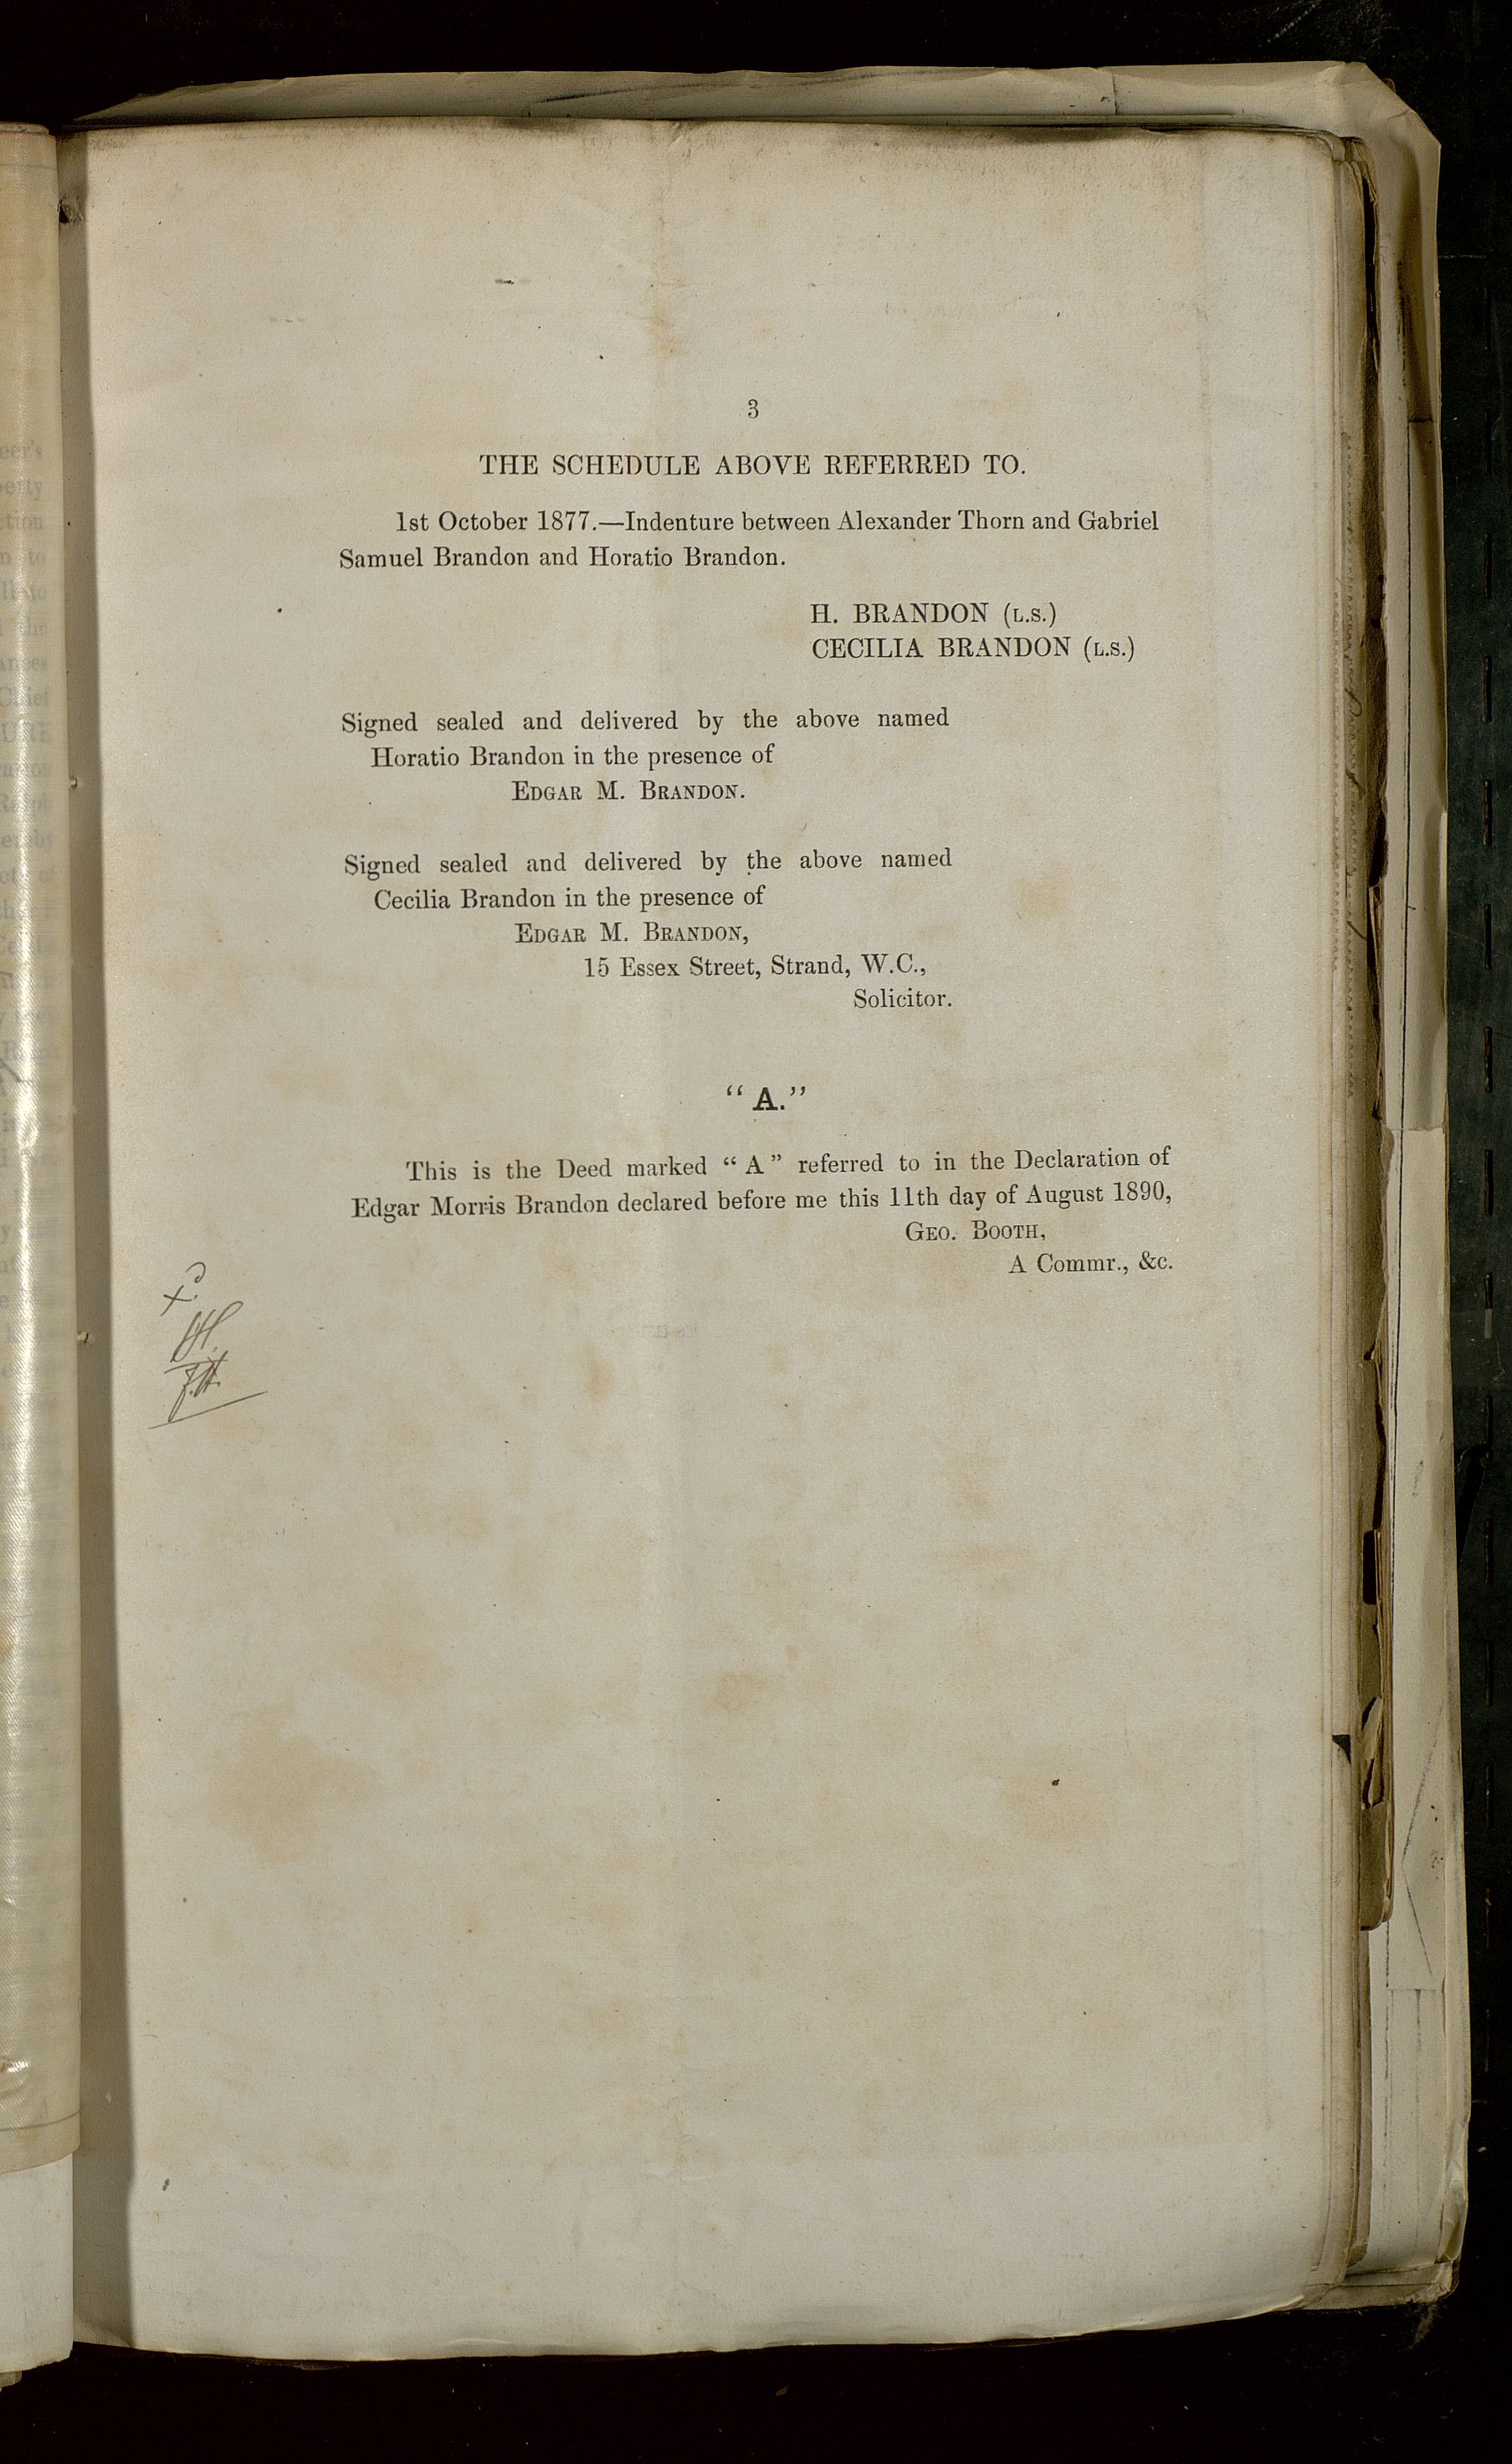 3
THE SCHEDULE ABOVE REFERRED TO.
1st October 1877.—Indenture between Alexander Thorn and Gabriel
Samuel Brandon and Horatio Brandon.
H. BRANDON (L.S.)
CECILIA BRANDON (L.S.)
Signed sealed and delivered by the above named
Horatio Brandon in the presence of
EDGAR M. BRANDON.
Signed sealed and delivered by the above named
Cecilia Brandon in the presence of
EDGAR M. BRANDON,
15 Essex Street, Strand, W.C.,
Solicitor.
“A.”
This is the Deed marked “A” referred to in the Declaration of
Edgar Morris Brandon declared before me this 11th day of August 1890,
GEO. BOOTH,
A Commr., &c.